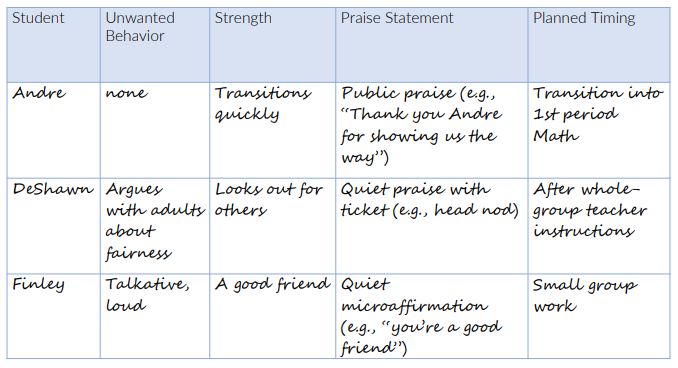 Student
Unwanted
Behavior
Strength
Praise Statement
Planned Timing
Andre
none
Transitions
quickly
Public praise (e.g.,
“Thank you Andre
for showing us the
way”)
Transition into
1st period
Math
DeShawn
Argues
with adults
about
fairness
Looks out for
others
Quiet praise with
ticket (e.g., head nod)
After whole-
group teacher
instructions
Finley
Talkative,
loud
A good friend
Quiet
microaffirmation
(e.g., “you’re a good
friend”)
Small group
work